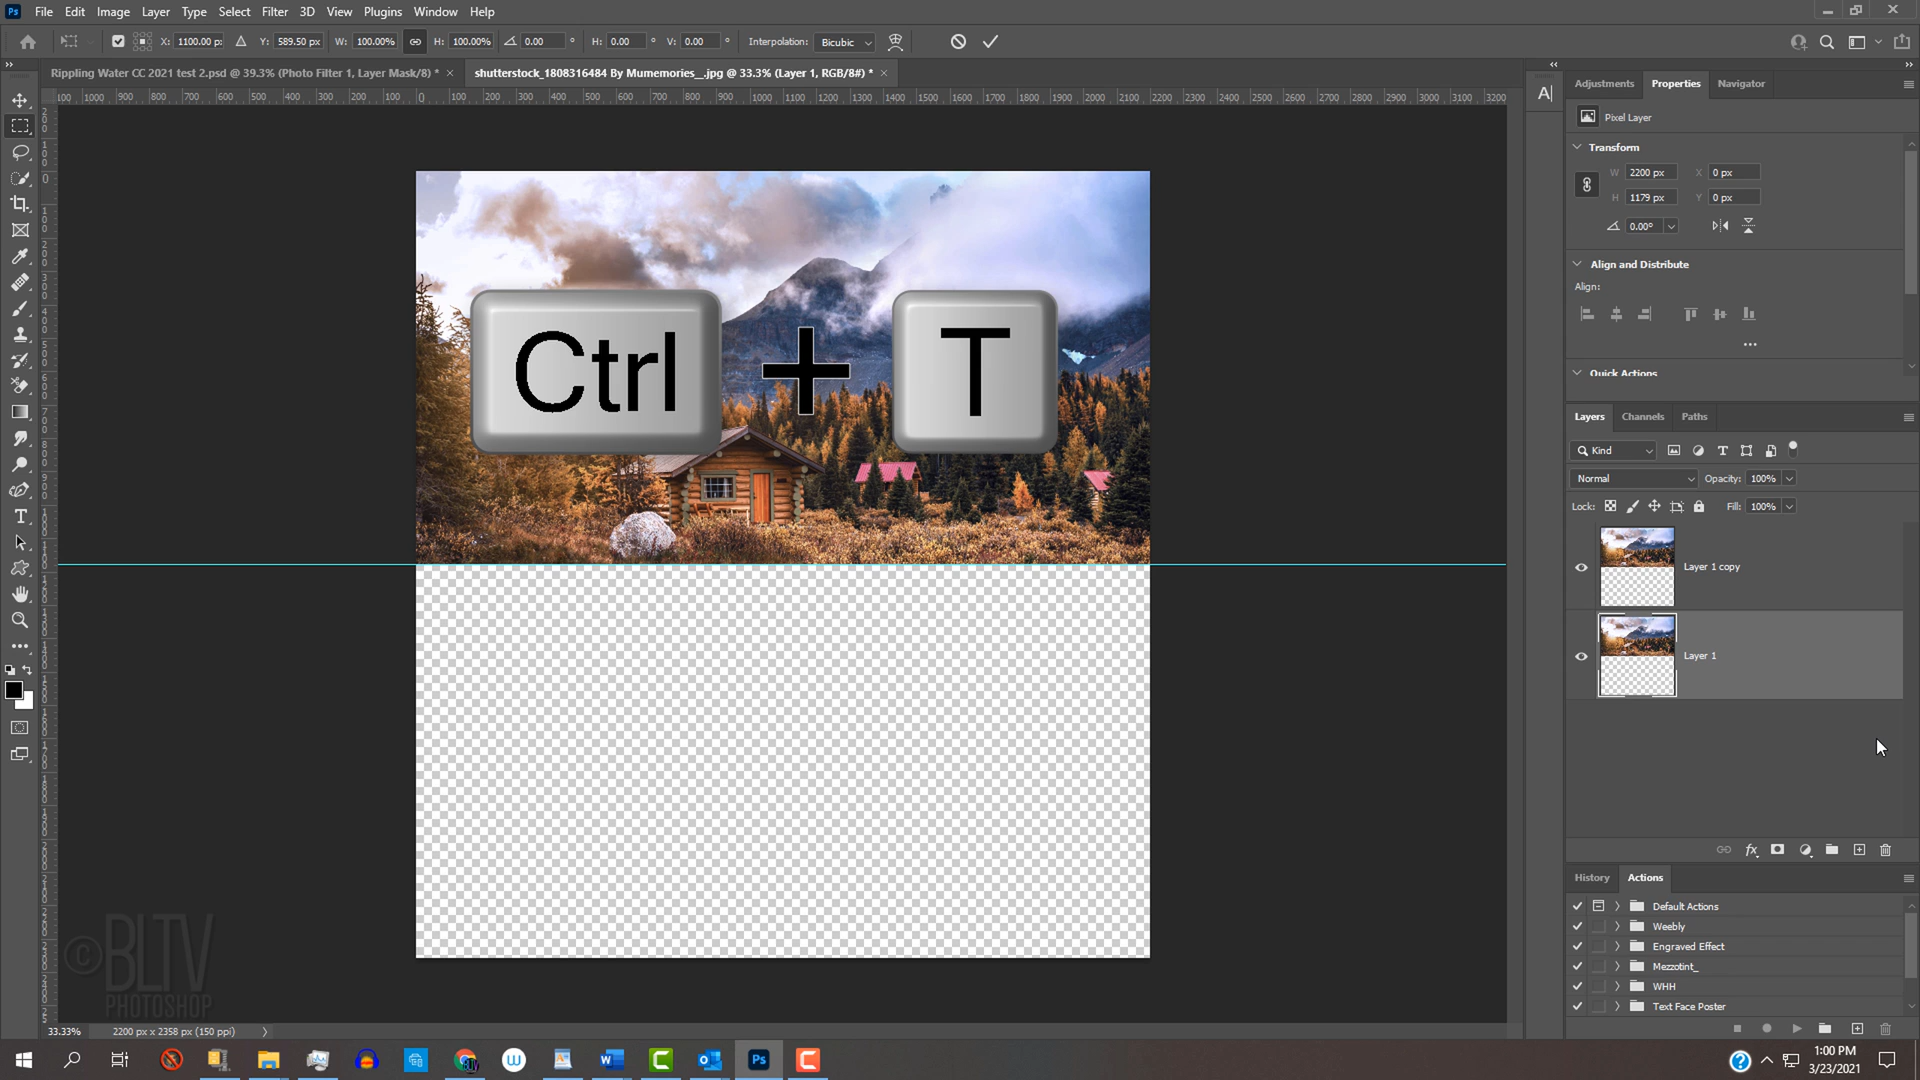 Ps File Edit Image Layer Type Select Filter 3D View Plugins Window Help
X: 1100.00 px Y: 589.50 px W: 100.00% H: 100.00% 0.00 ° H: 0.00 ° V: 0.00 ° Interpolation: Bicubic
Rippling Water CC 2021 test 2.psd @ 39.3% (Photo Filter 1, Layer Mask/8) * × shutterstock_1808316484 By Mumemories__.jpg @ 33.3% (Layer 1, RGB/8#) * ×
Adjustments Properties Navigator
A|
Pixel Layer
Transform
W 2200 px X 0 px
H 1179 px Y 0 px
0.00°
Align and Distribute
Align:
Quick Actions
Ctrl + T
Layers Channels Paths
Kind
Normal Opacity: 100%
Lock: Fill: 100%
Layer 1 copy
Layer 1
History Actions
Default Actions
Weebly
Engraved Effect
Mezzotint_
WHH
Text Face Poster
©BLTV
PHOTOSHOP
33.33% 2200 px x 2358 px (150 ppi)
1:00 PM
3/23/2021